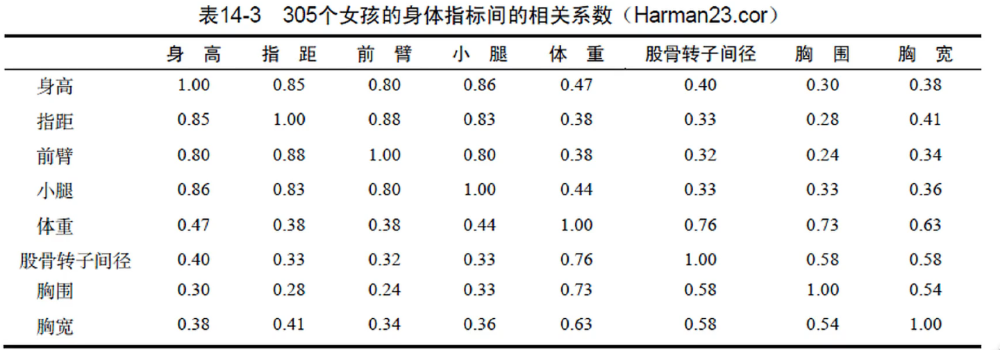 表14-3 305个女孩的身体指标间的相关系数（Harman23.cor）
身 高 指 距 前 臂 小 腿 体 重 股骨转子间径 胸 围 胸 宽
身高 1.00 0.85 0.80 0.86 0.47 0.40 0.30 0.38
指距 0.85 1.00 0.88 0.83 0.38 0.33 0.28 0.41
前臂 0.80 0.88 1.00 0.80 0.38 0.32 0.24 0.34
小腿 0.86 0.83 0.80 1.00 0.44 0.33 0.33 0.36
体重 0.47 0.38 0.38 0.44 1.00 0.76 0.73 0.63
股骨转子间径 0.40 0.33 0.32 0.33 0.76 1.00 0.58 0.58
胸围 0.30 0.28 0.24 0.33 0.73 0.58 1.00 0.54
胸宽 0.38 0.41 0.34 0.36 0.63 0.58 0.54 1.00